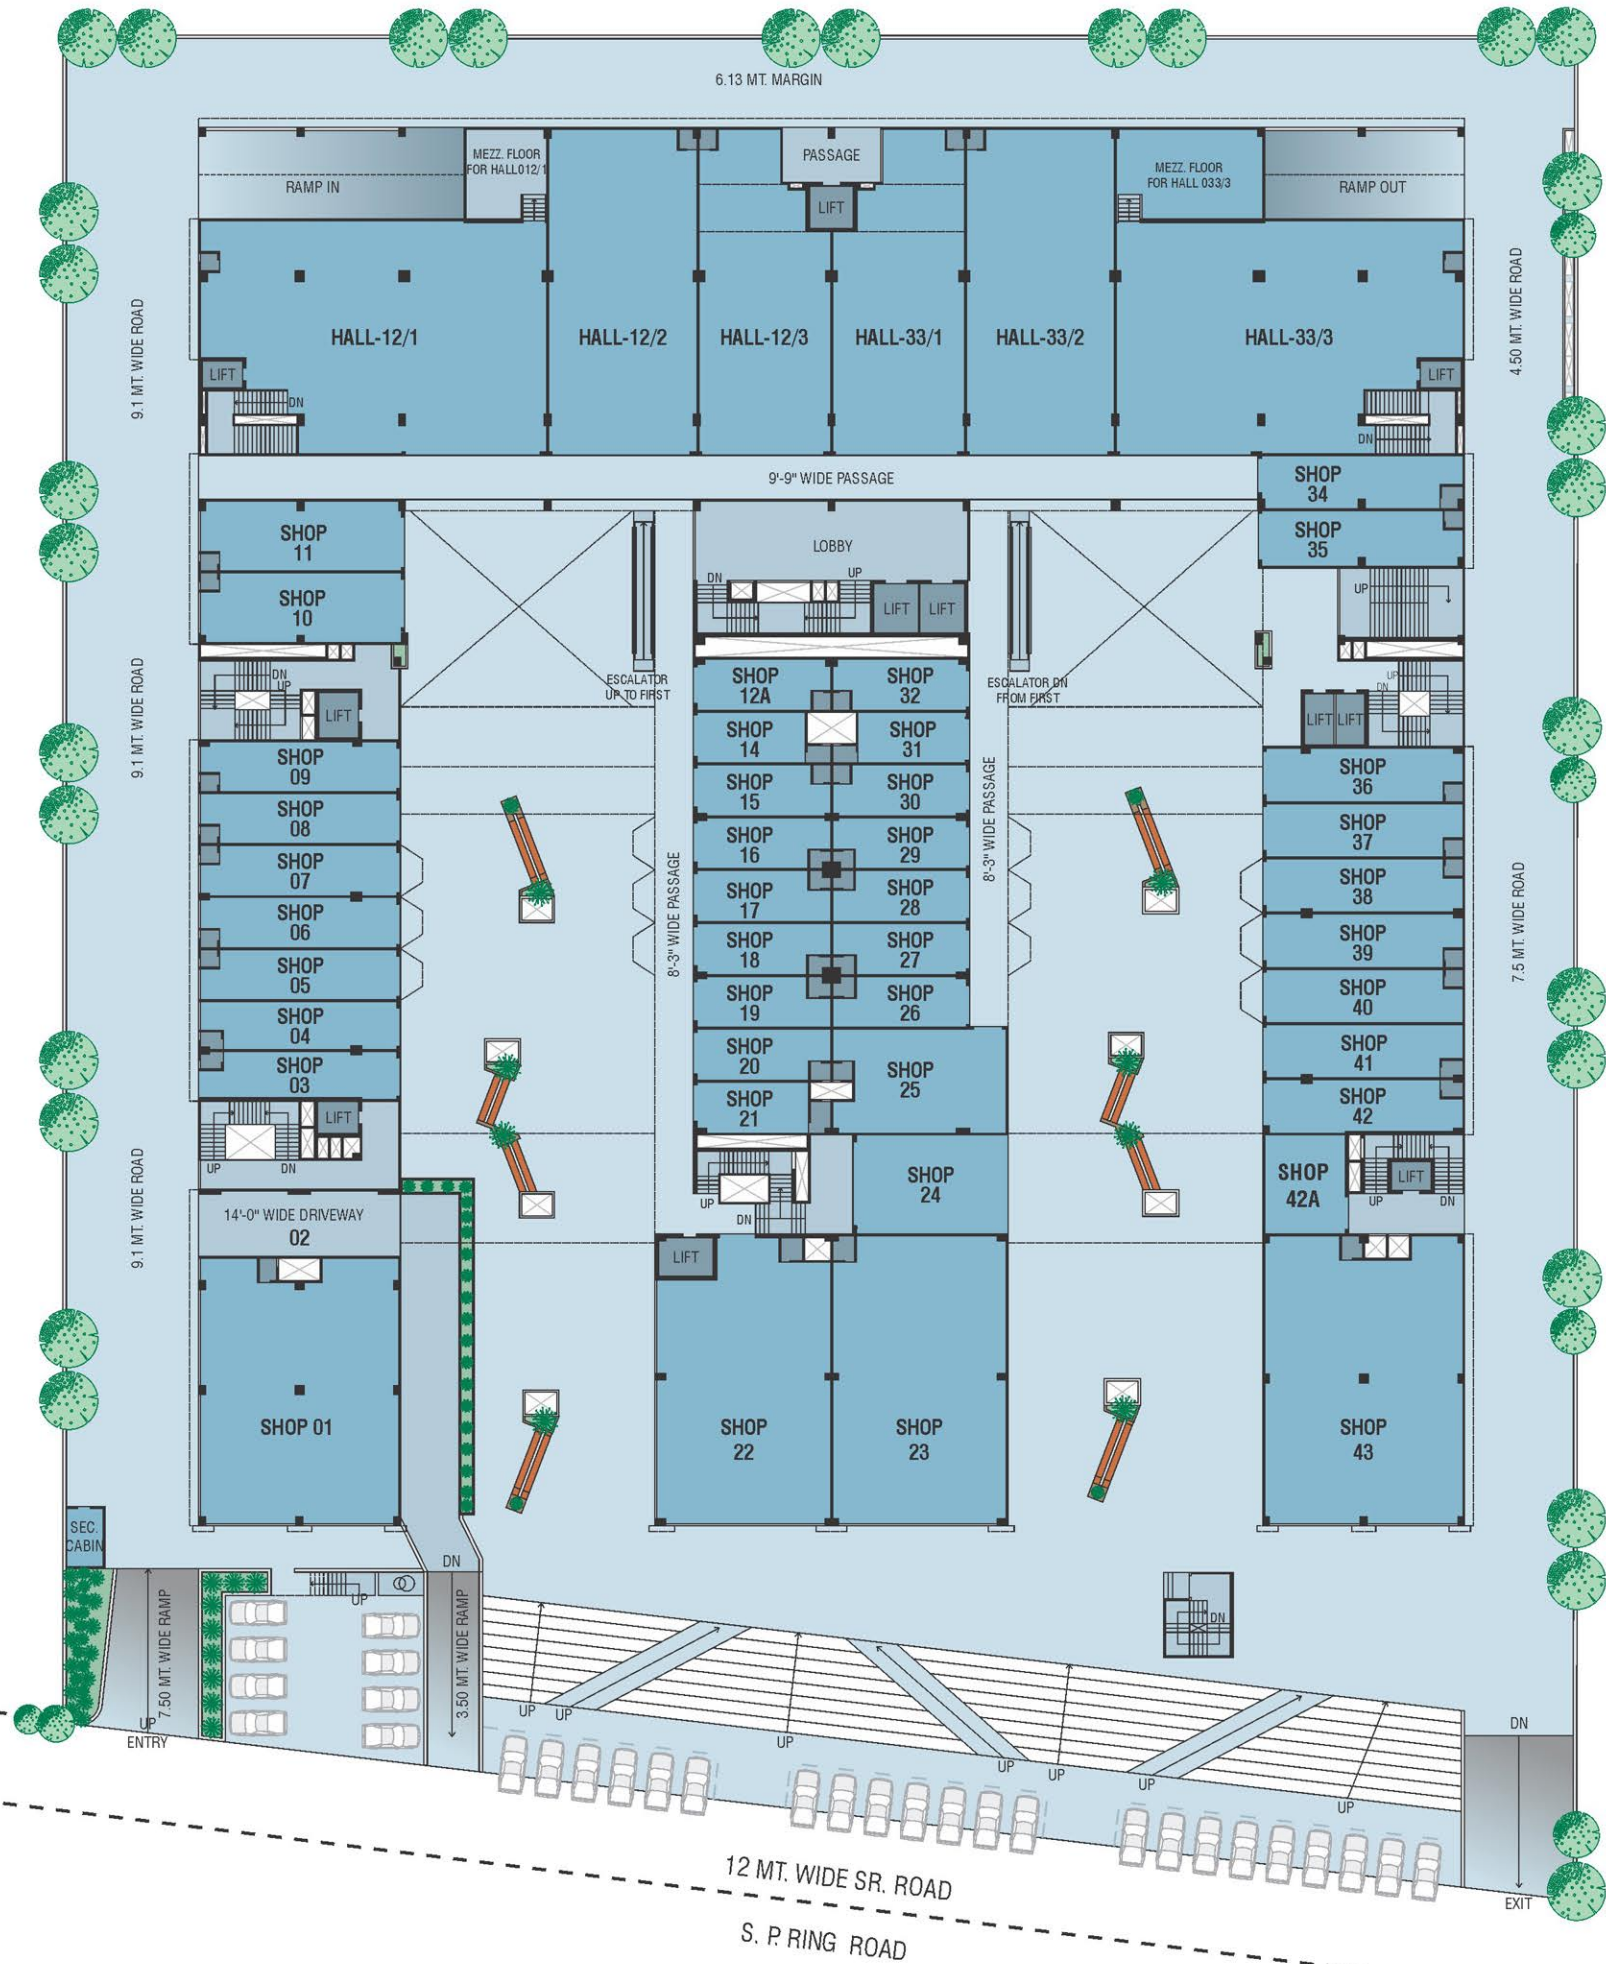 6.13 MT. MARGIN
RAMP IN
MEZZ. FLOOR
FOR HALL012/1
PASSAGE
LIFT
MEZZ. FLOOR
FOR HALL 033/3
RAMP OUT
9.1 MT. WIDE ROAD
4.50 MT. WIDE ROAD
HALL-12/1
HALL-12/2
HALL-12/3
HALL-33/1
HALL-33/2
HALL-33/3
LIFT
DN
LIFT
DN
9'-9" WIDE PASSAGE
SHOP
34
SHOP
35
SHOP
11
SHOP
10
LOBBY
DN
UP
LIFT
LIFT
UP
ESCALATOR
UP TO FIRST
ESCALATOR DN
FROM FIRST
9.1 MT. WIDE ROAD
DN
UP
LIFT
UP
DN
LIFT
LIFT
SHOP
12A
SHOP
32
SHOP
14
SHOP
31
SHOP
15
SHOP
30
SHOP
16
SHOP
29
SHOP
17
SHOP
28
SHOP
18
SHOP
27
SHOP
19
SHOP
26
SHOP
20
SHOP
25
SHOP
21
SHOP
09
SHOP
08
SHOP
07
SHOP
06
SHOP
05
SHOP
04
SHOP
03
8'-3" WIDE PASSAGE
8'-3" WIDE PASSAGE
SHOP
36
SHOP
37
SHOP
38
SHOP
39
SHOP
40
SHOP
41
SHOP
42
7.5 MT. WIDE ROAD
LIFT
UP
DN
9.1 MT. WIDE ROAD
14'-0" WIDE DRIVEWAY
02
UP
DN
SHOP
24
SHOP
42A
LIFT
UP
DN
LIFT
SHOP 01
SHOP
22
SHOP
23
SHOP
43
SEC.
CABIN
DN
UP
DN
7.50 MT. WIDE RAMP
3.50 MT. WIDE RAMP
UP
ENTRY
UP
UP
UP
UP
UP
UP
UP
DN
EXIT
12 MT. WIDE SR. ROAD
S. P. RING ROAD